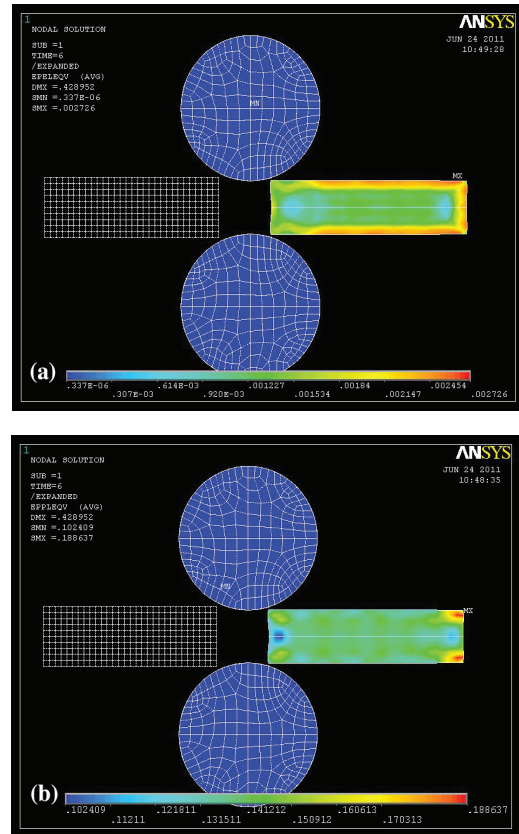 1
ANSYS
NODAL SOLUTION
JUN 24 2011
10:49:28
SUB =1
TIME=6
/EXPANDED
EPELEQV (AVG)
DMX =.428952
SMN =.337E-06
SMX =.002726
MN
MX
(a)
.337E-06 .614E-03 .001227 .00184 .002454
.307E-03 .920E-03 .001534 .002147 .002726
1
ANSYS
NODAL SOLUTION
JUN 24 2011
10:48:35
SUB =1
TIME=6
/EXPANDED
EPPLEQV (AVG)
DMX =.428952
SMN =.102409
SMX =.188637
MN
MX
(b)
.102409 .121811 .141212 .160613 .188637
.11211 .131511 .150912 .170313